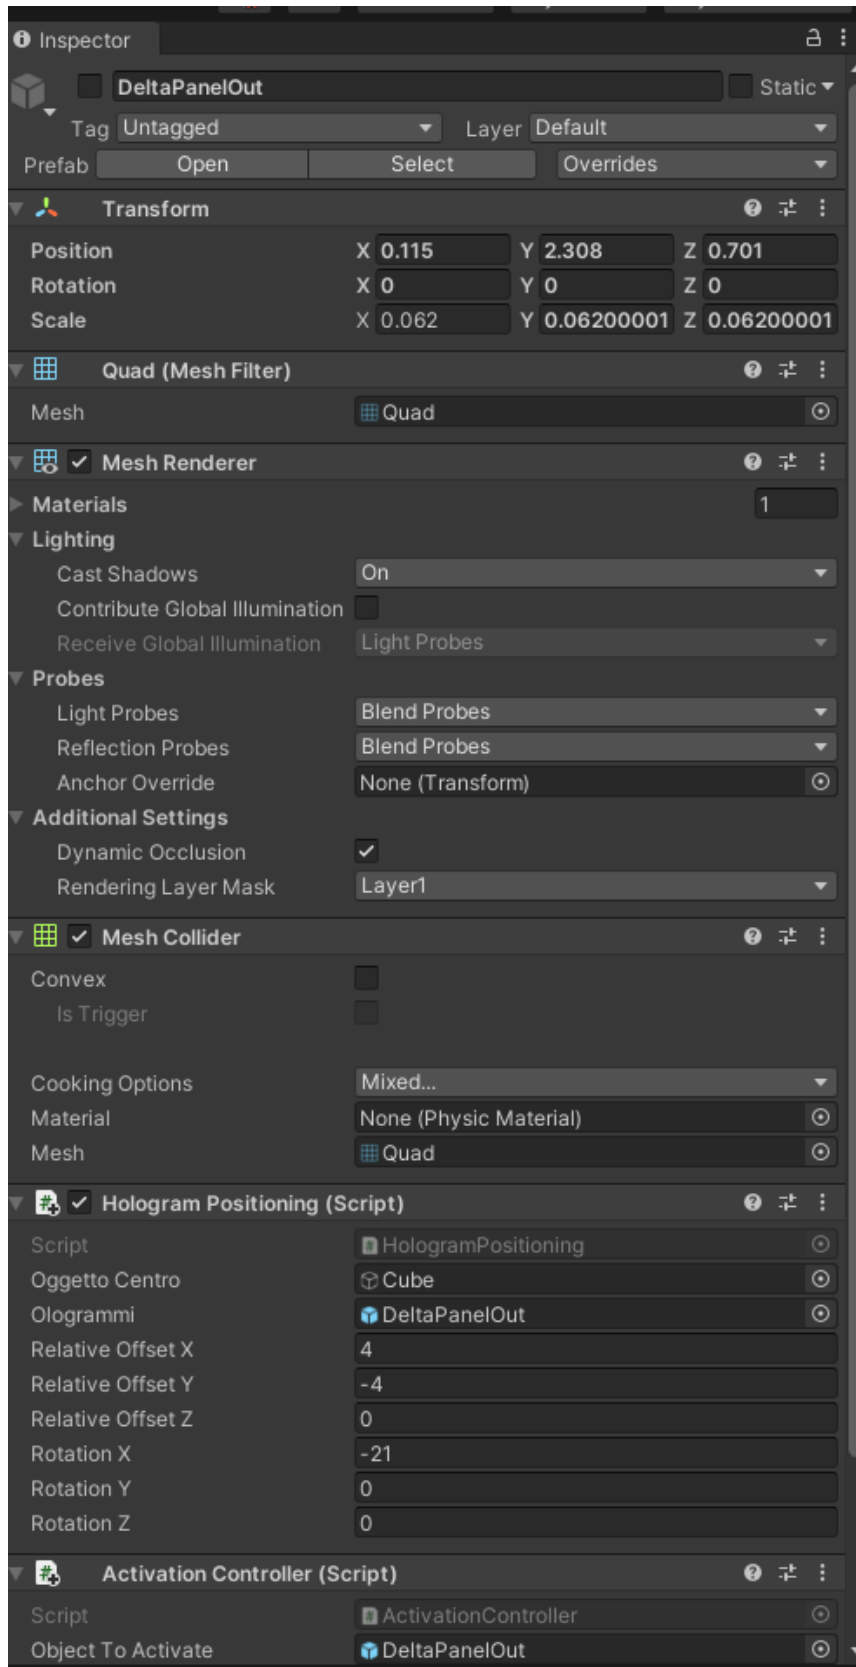 Inspector
DeltaPanelOut Static
Tag Untagged Layer Default
Prefab Open Select Overrides
Transform
Position X 0.115 Y 2.308 Z 0.701
Rotation X 0 Y 0 Z 0
Scale X 0.062 Y 0.06200001 Z 0.06200001
Quad (Mesh Filter)
Mesh Quad
Mesh Renderer
Materials 1
Lighting
Cast Shadows On
Contribute Global Illumination
Receive Global Illumination Light Probes
Probes
Light Probes Blend Probes
Reflection Probes Blend Probes
Anchor Override None (Transform)
Additional Settings
Dynamic Occlusion
Rendering Layer Mask Layer1
Mesh Collider
Convex
Is Trigger
Cooking Options Mixed...
Material None (Physic Material)
Mesh Quad
Hologram Positioning (Script)
Script HologramPositioning
Oggetto Centro Cube
Ologrammi DeltaPanelOut
Relative Offset X 4
Relative Offset Y -4
Relative Offset Z 0
Rotation X -21
Rotation Y 0
Rotation Z 0
Activation Controller (Script)
Script ActivationController
Object To Activate DeltaPanelOut